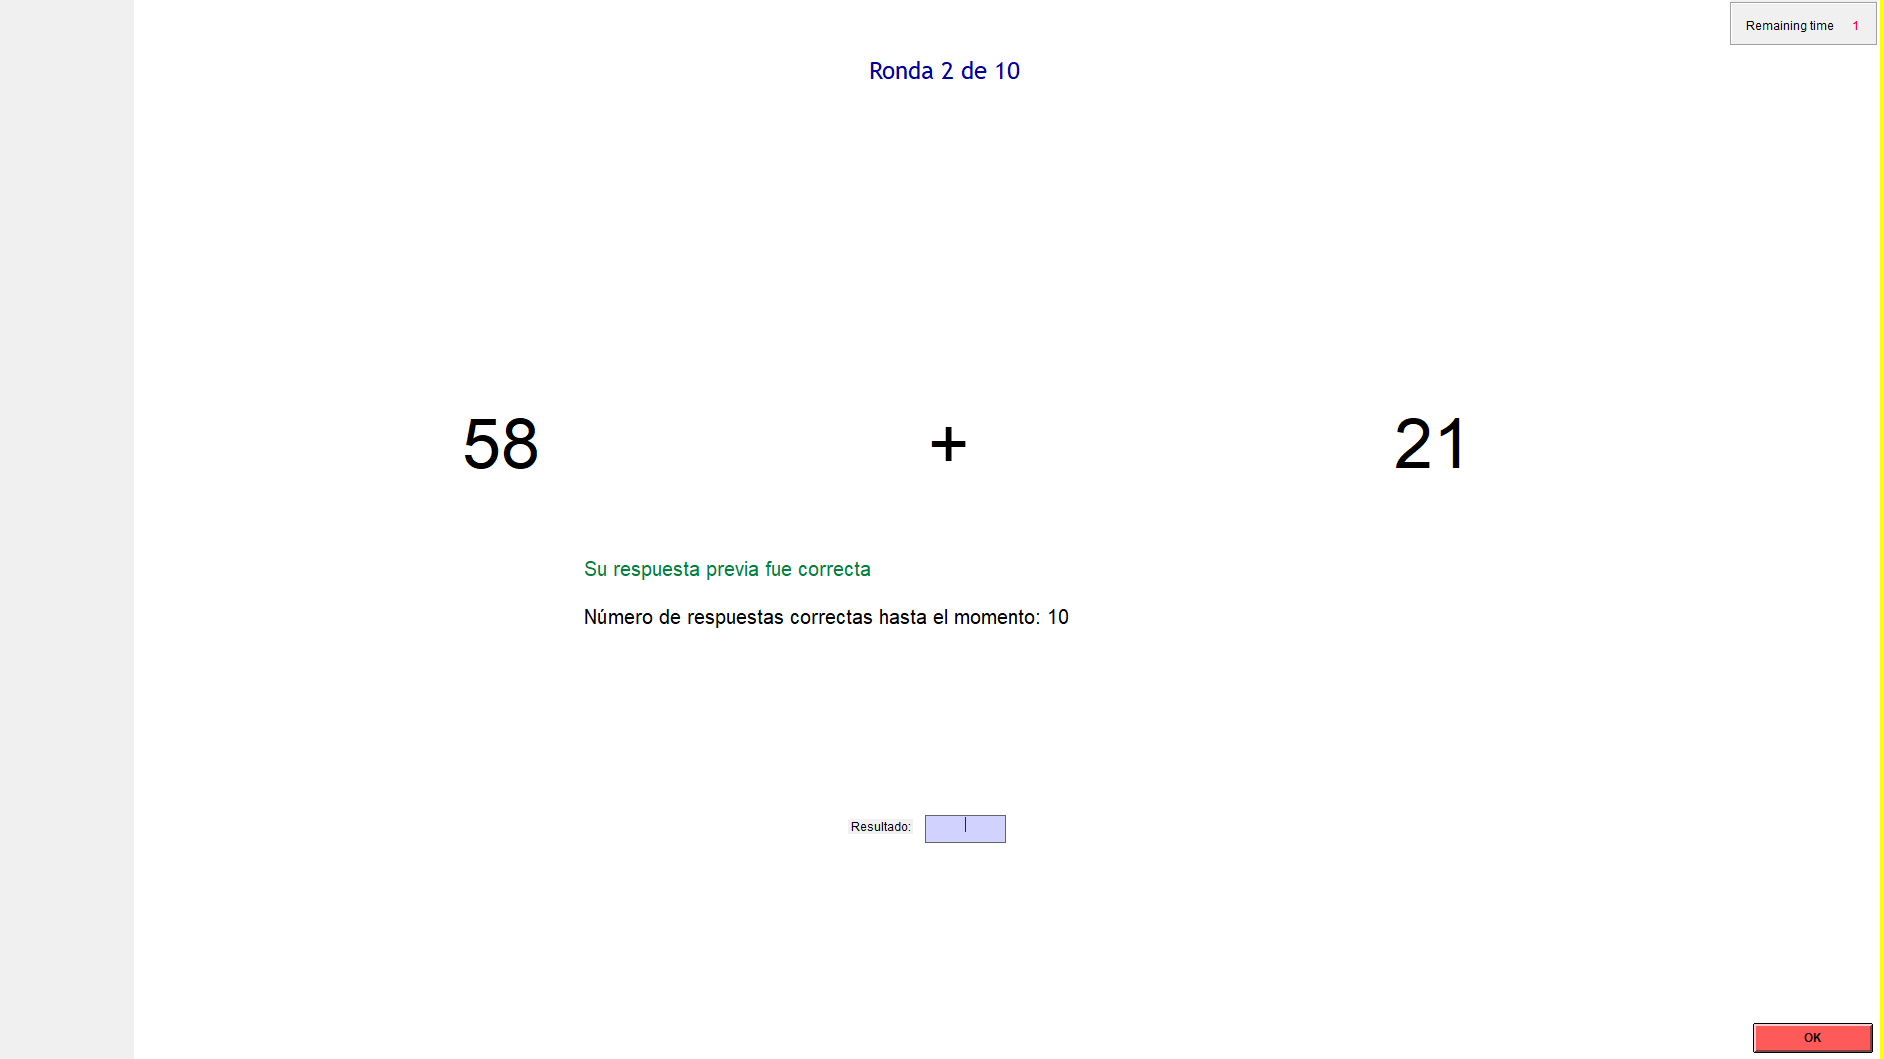 Remaining time 1
Ronda 2 de 10
58 + 21
Su respuesta previa fue correcta
Número de respuestas correctas hasta el momento: 10
Resultado:
OK